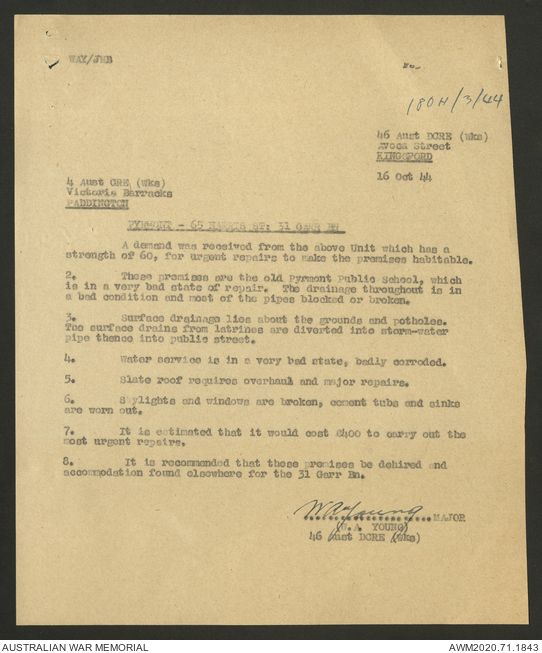 WAY/JMB
No.
180H/3/44
46 Aust DCRE (Wks)
Avoca Street
KINGSFORD
16 Oct 44
4 Aust CRE (Wks)
Victoria Barracks
PADDINGTON
PYRMONT - 65 HARRIS ST: 31 GARR BN
A demand was received from the above Unit which has a
strength of 60, for urgent repairs to make the premises habitable.
2. These premises are the old Pyrmont Public School, which
is in a very bad state of repair. The drainage throughout is in
a bad condition and most of the pipes blocked or broken.
3. Surface drainage lies about the grounds and potholes.
The surface drains from latrines are diverted into storm-water
pipe thence into public street.
4. Water service is in a very bad state, badly corroded.
5. Slate roof requires overhaul and major repairs.
6. Skylights and windows are broken, cement tubs and sinks
are worn out.
7. It is estimated that it would cost £400 to carry out the
most urgent repairs.
8. It is recommended that these premises be dehired and
accommodation found elsewhere for the 31 Garr Bn.
WAYoung
....................MAJOR
(W.A. YOUNG)
46 Aust DCRE (Wks)
AUSTRALIAN WAR MEMORIAL
AWM2020.71.1843